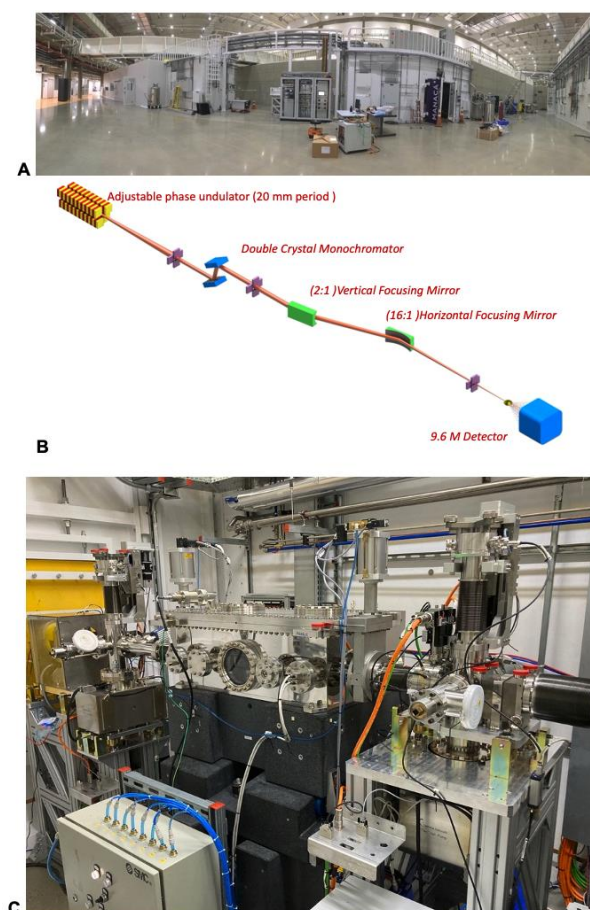 MANACÁ
A
Adjustable phase undulator (20 mm period )
Double Crystal Monochromator
(2:1 )Vertical Focusing Mirror
(16:1 )Horizontal Focusing Mirror
9.6 M Detector
B
SMC
C